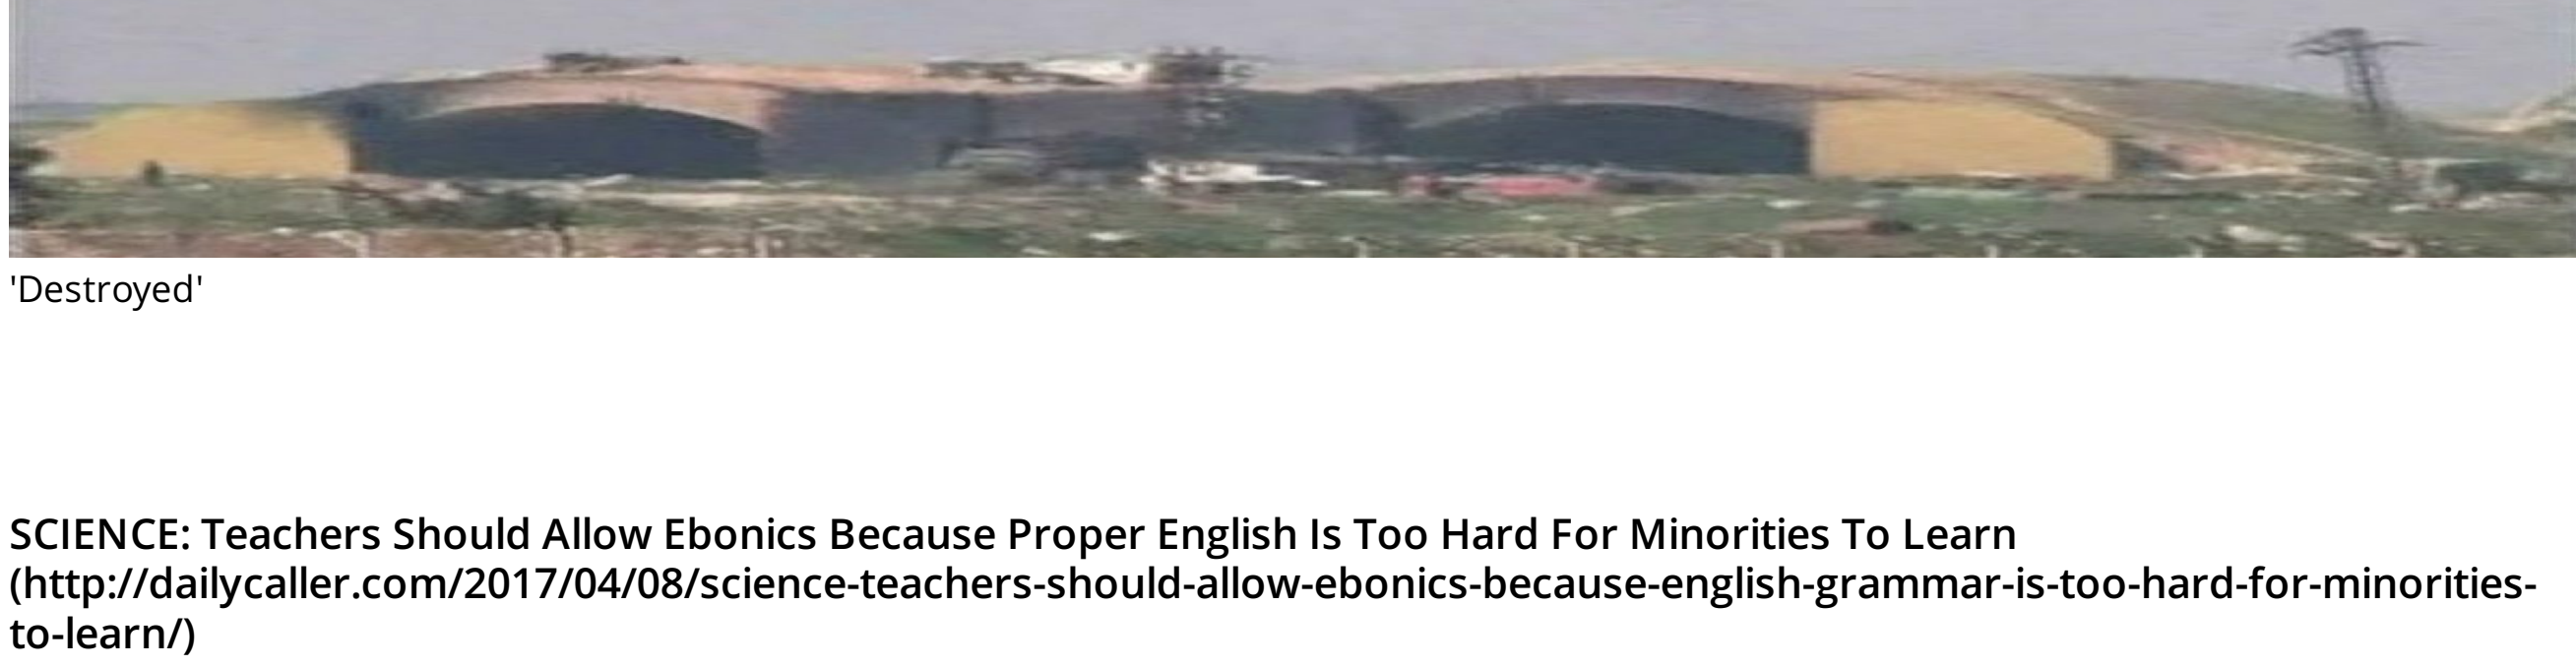 'Destroyed'
SCIENCE: Teachers Should Allow Ebonics Because Proper English Is Too Hard For Minorities To Learn
(http://dailycaller.com/2017/04/08/science-teachers-should-allow-ebonics-because-english-grammar-is-too-hard-for-minorities-
to-learn/)